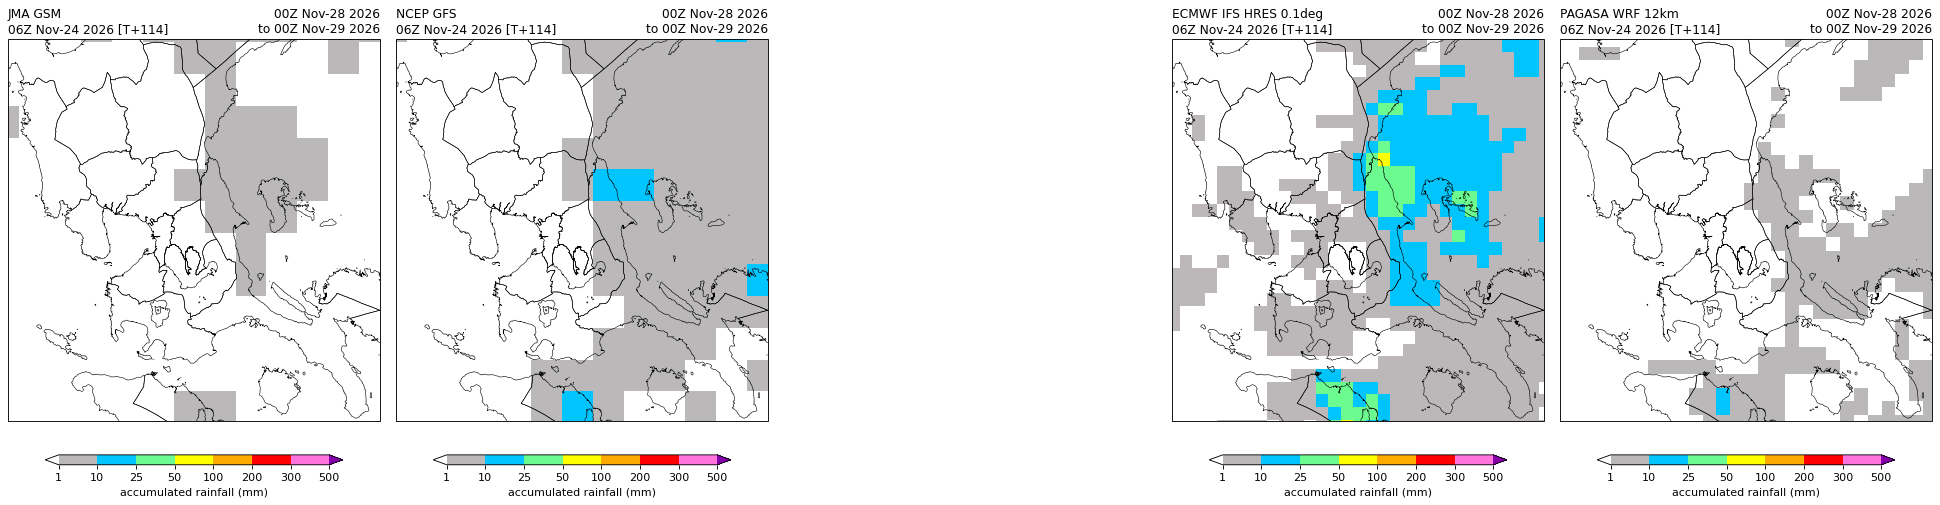 JMA GSM
00Z Nov-28 2026
06Z Nov-24 2026 [T+114]
to 00Z Nov-29 2026
1 10 25 50 100 200 300 500
accumulated rainfall (mm)
NCEP GFS
00Z Nov-28 2026
06Z Nov-24 2026 [T+114]
to 00Z Nov-29 2026
1 10 25 50 100 200 300 500
accumulated rainfall (mm)
ECMWF IFS HRES 0.1deg
00Z Nov-28 2026
06Z Nov-24 2026 [T+114]
to 00Z Nov-29 2026
1 10 25 50 100 200 300 500
accumulated rainfall (mm)
PAGASA WRF 12km
00Z Nov-28 2026
06Z Nov-24 2026 [T+114]
to 00Z Nov-29 2026
1 10 25 50 100 200 300 500
accumulated rainfall (mm)